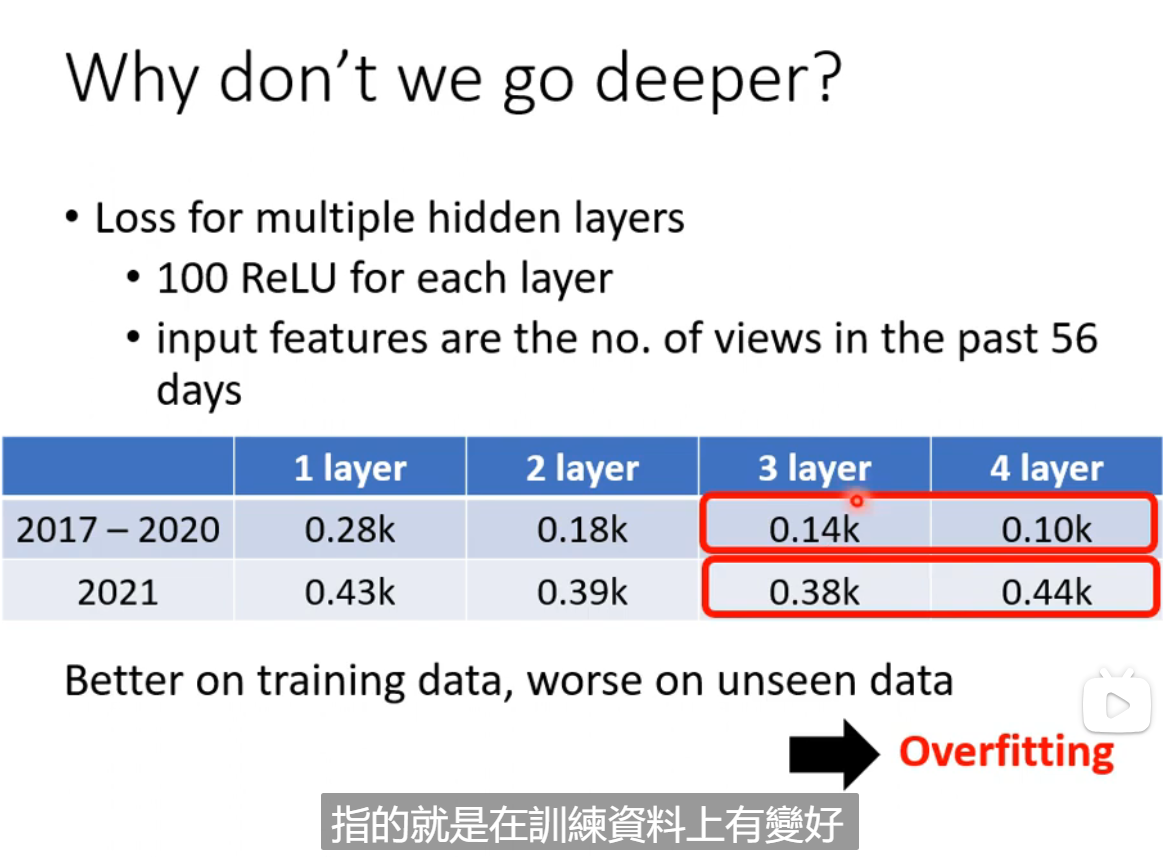 Why don't we go deeper?
• Loss for multiple hidden layers
• 100 ReLU for each layer
• input features are the no. of views in the past 56
days
1 layer 2 layer 3 layer 4 layer
2017 – 2020 0.28k 0.18k 0.14k 0.10k
2021 0.43k 0.39k 0.38k 0.44k
Better on training data, worse on unseen data
Overfitting
指的就是在訓練資料上有變好